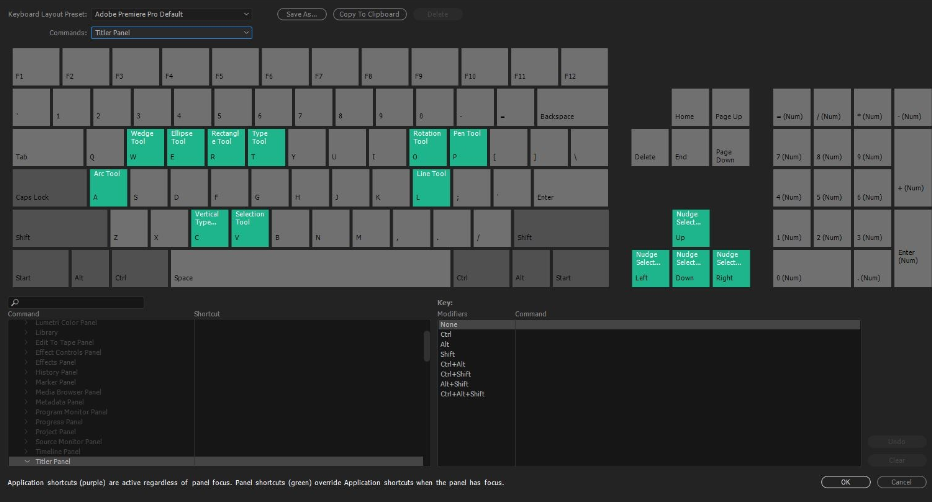 Keyboard Layout Preset: Adobe Premiere Pro Default Save As... Copy To Clipboard Delete
Commands: Titler Panel
F1 F2 F3 F4 F5 F6 F7 F8 F9 F10 F11 F12
` 1 2 3 4 5 6 7 8 9 0 - = Backspace Home Page Up = (Num) / (Num) * (Num) - (Num)
Wedge Tool Ellipse Tool Rectangl e Tool Type Tool Rotation Tool Pen Tool
Tab Q W E R T Y U I O P [ ] \ Delete End Page Down 7 (Num) 8 (Num) 9 (Num)
Arc Tool Line Tool
Caps Lock A S D F G H J K L ; ' Enter 4 (Num) 5 (Num) 6 (Num) + (Num)
Vertical Type... Selection Tool Nudge Select...
Shift Z X C V B N M , . / Shift Up 1 (Num) 2 (Num) 3 (Num)
Nudge Select... Nudge Select... Nudge Select...
Start Alt Ctrl Space Ctrl Alt Start Left Down Right 0 (Num) . (Num) Enter (Num)
Key:
Command Shortcut Modifiers Command
Lumetri Color Panel
Library
Edit To Tape Panel
Effect Controls Panel
Effects Panel
History Panel
Marker Panel
Media Browser Panel
Metadata Panel
Program Monitor Panel
Progress Panel
Project Panel
Source Monitor Panel
Timeline Panel
Titler Panel
None
Ctrl
Alt
Shift
Ctrl+Alt
Ctrl+Shift
Alt+Shift
Ctrl+Alt+Shift
Undo
Clear
Application shortcuts (purple) are active regardless of panel focus. Panel shortcuts (green) override Application shortcuts when the panel has focus. OK Cancel